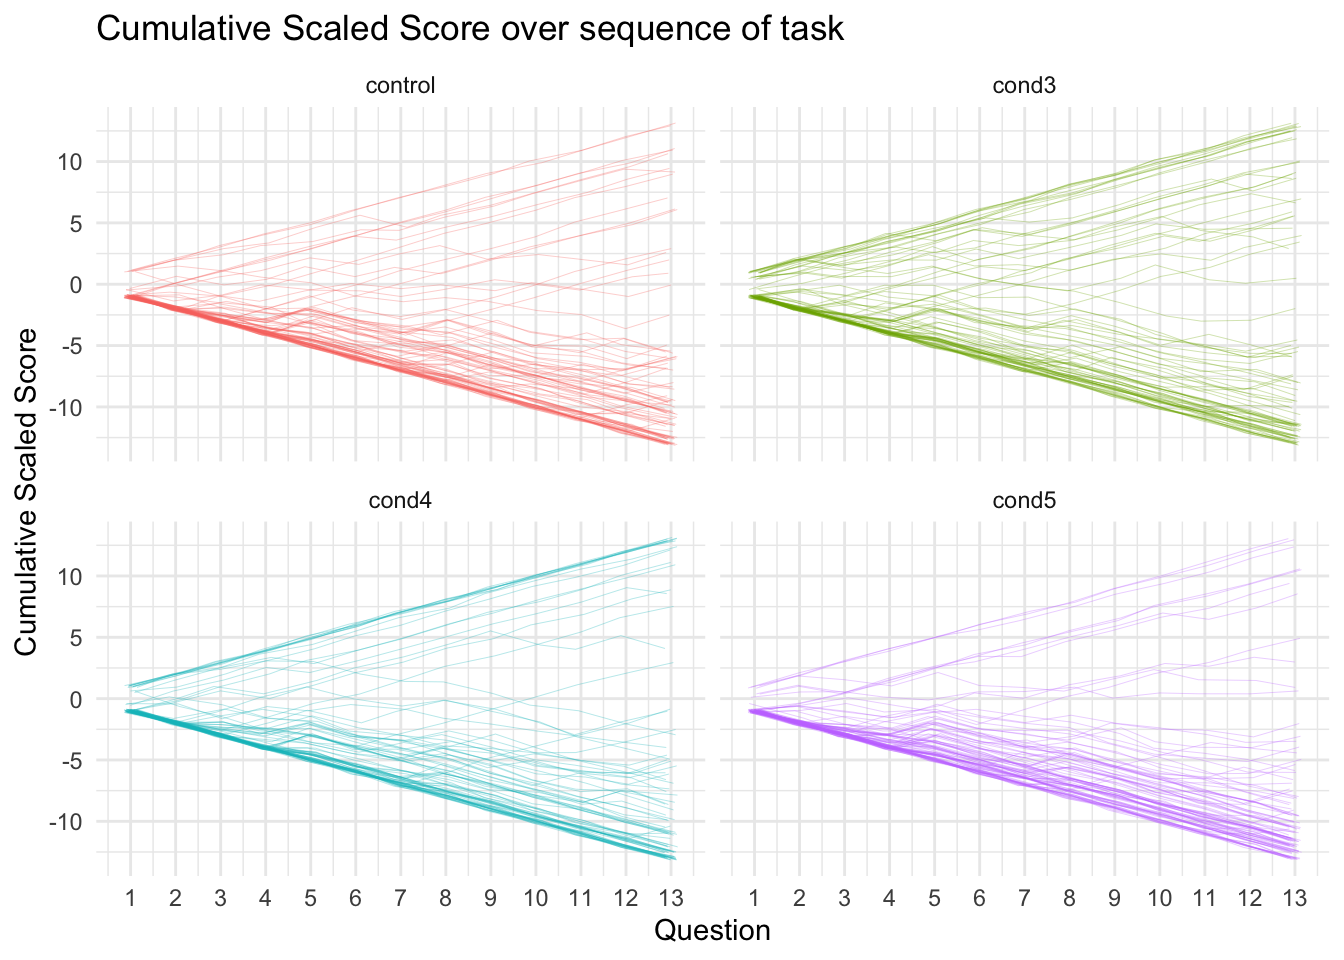 Cumulative Scaled Score over sequence of task
control
cond3
10
5
0
-5
-10
cond4
cond5
10
5
0
-5
-10
1 2 3 4 5 6 7 8 9 10 11 12 13
1 2 3 4 5 6 7 8 9 10 11 12 13
Question
Cumulative Scaled Score